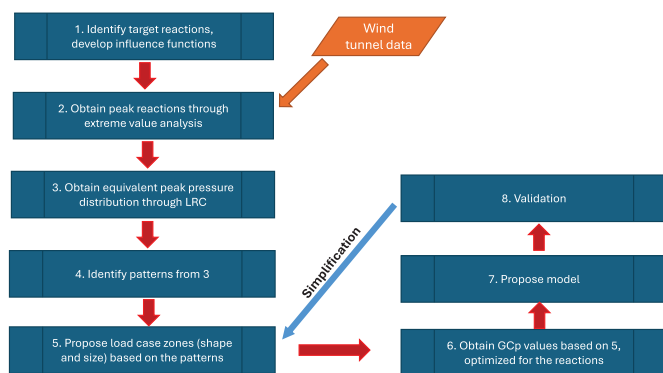 1. Identify target reactions,
develop influence functions
Wind
tunnel data
2. Obtain peak reactions through
extreme value analysis
3. Obtain equivalent peak pressure
distribution through LRC
4. Identify patterns from 3
5. Propose load case zones (shape
and size) based on the patterns
Simplification
8. Validation
7. Propose model
6. Obtain GCp values based on 5,
optimized for the reactions